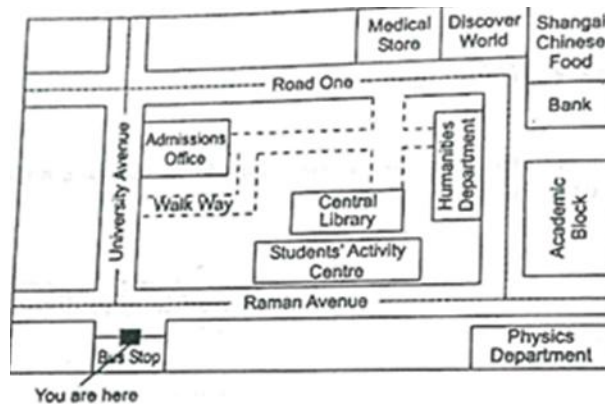 Medical
Store
Discover
World
Shangai
Chinese
Food
Road One
Bank
Admissions
Office
University Avenue
Humanities
Department
Walk Way
Central
Library
Academic
Block
Students' Activity
Centre
Raman Avenue
Bus Stop
Physics
Department
You are here